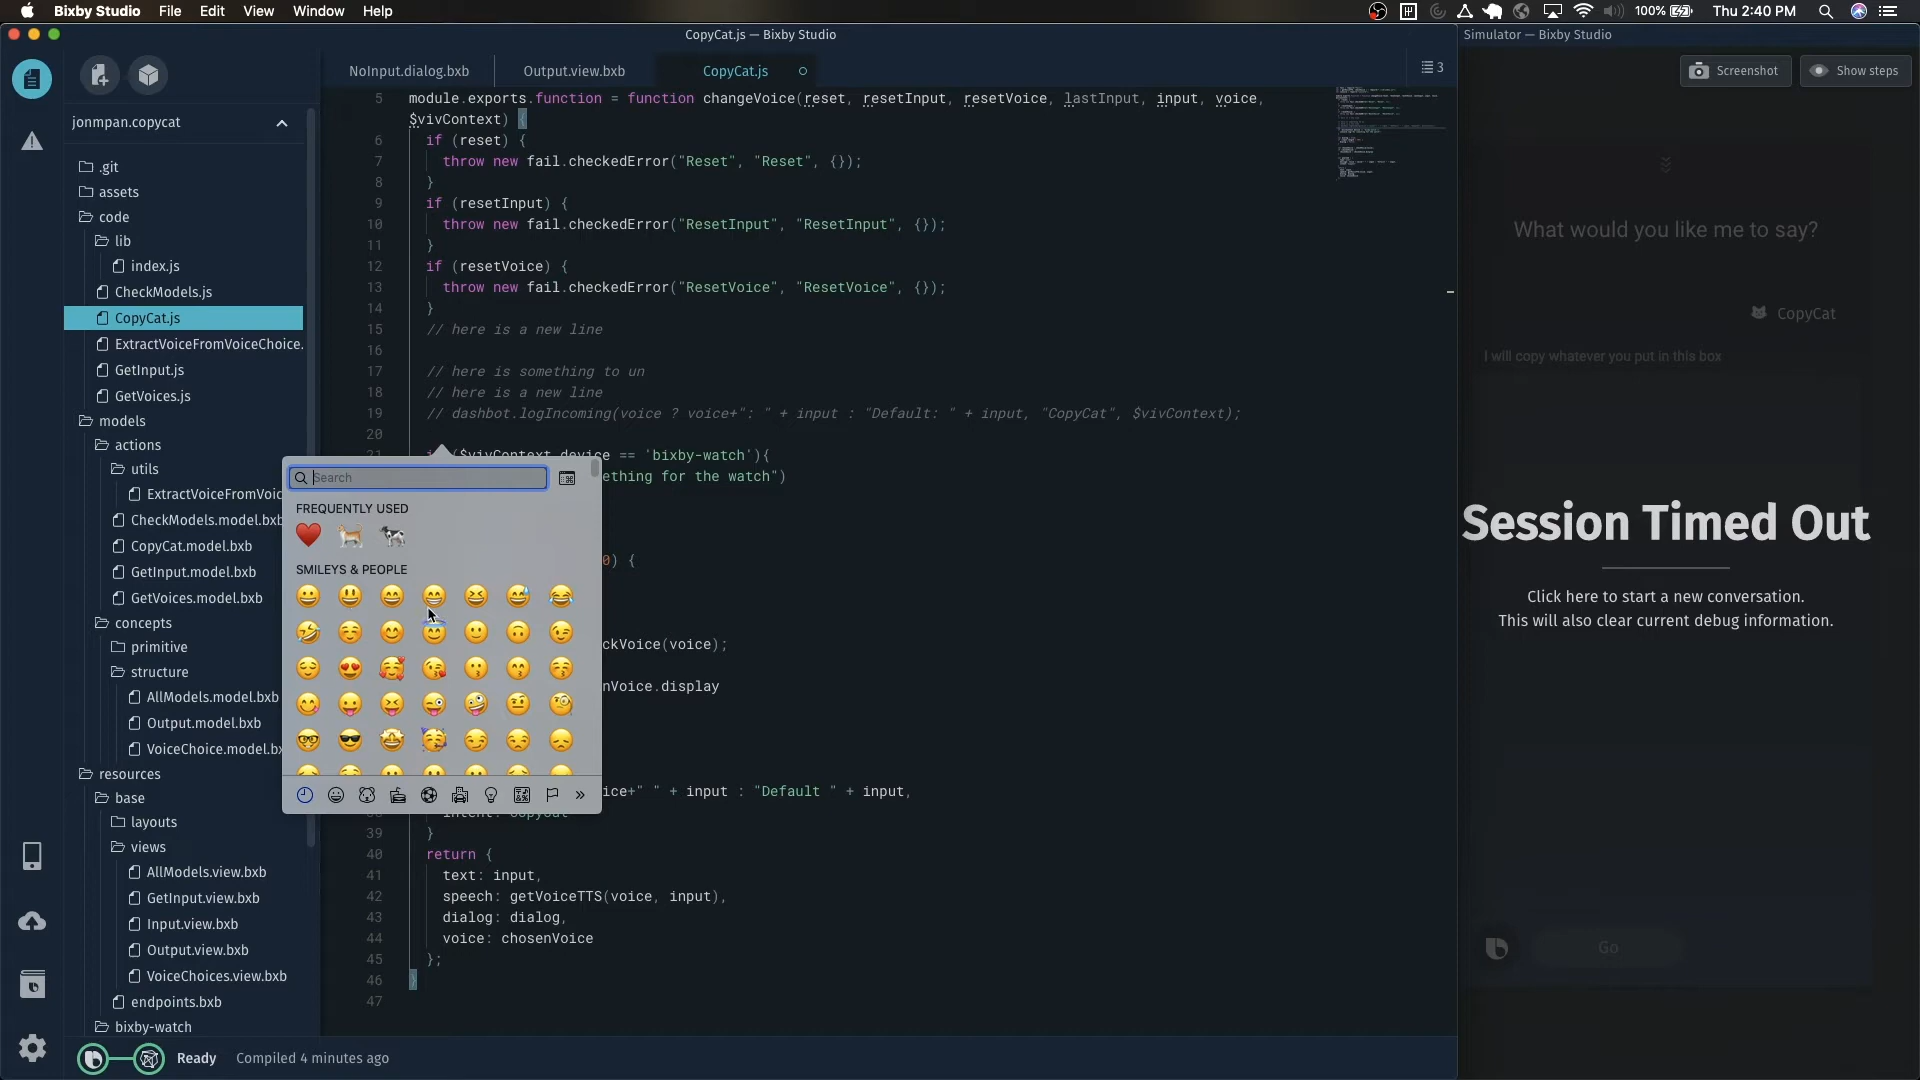 Bixby Studio File Edit View Window Help
100% Thu 2:40 PM
CopyCat.js — Bixby Studio
Simulator — Bixby Studio
NoInput.dialog.bxb
Output.view.bxb
CopyCat.js
3
Screenshot
Show steps
jonmpan.copycat
.git
assets
code
lib
index.js
CheckModels.js
CopyCat.js
ExtractVoiceFromVoiceChoice.
GetInput.js
GetVoices.js
models
actions
utils
ExtractVoiceFromVoic
CheckModels.model.bxb
CopyCat.model.bxb
GetInput.model.bxb
GetVoices.model.bxb
concepts
primitive
structure
AllModels.model.bxb
Output.model.bxb
VoiceChoice.model.bx
resources
base
layouts
views
AllModels.view.bxb
GetInput.view.bxb
Input.view.bxb
Output.view.bxb
VoiceChoices.view.bxb
endpoints.bxb
bixby-watch
5 module.exports.function = function changeVoice(reset, resetInput, resetVoice, lastInput, input, voice,
$vivContext) {
6 if (reset) {
7 throw new fail.checkedError("Reset", "Reset", {});
8 }
9 if (resetInput) {
10 throw new fail.checkedError("ResetInput", "ResetInput", {});
11 }
12 if (resetVoice) {
13 throw new fail.checkedError("ResetVoice", "ResetVoice", {});
14 }
15 // here is a new line
16
17 // here is something to un
18 // here is a new line
19 // dashbot.logIncoming(voice ? voice+": " + input : "Default: " + input, "CopyCat", $vivContext);
20
($vivContext.device == 'bixby-watch'){
ething for the watch")
0) {
ckVoice(voice);
nVoice.display
ice+" " + input : "Default " + input,
39 }
40 return {
41 text: input,
42 speech: getVoiceTTS(voice, input),
43 dialog: dialog,
44 voice: chosenVoice
45 };
46 }
47
Search
FREQUENTLY USED
SMILEYS & PEOPLE
What would you like me to say?
CopyCat
I will copy whatever you put in this box
Session Timed Out
Click here to start a new conversation.
This will also clear current debug information.
Go
Ready Compiled 4 minutes ago